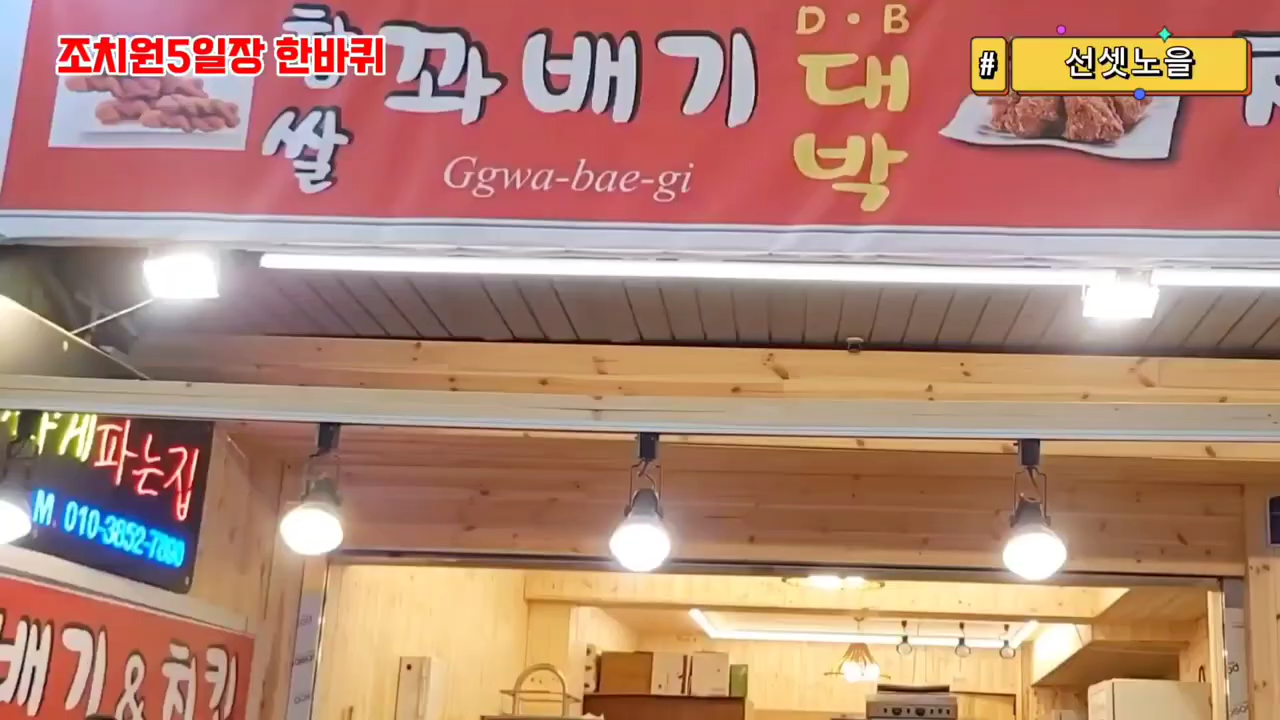 조치원5일장 한바퀴
# 선셋노을
찹쌀 꽈배기 D·B 대박
Ggwa-bae-gi
게파는집
M. 010-3852-7890
배기 & 치킨